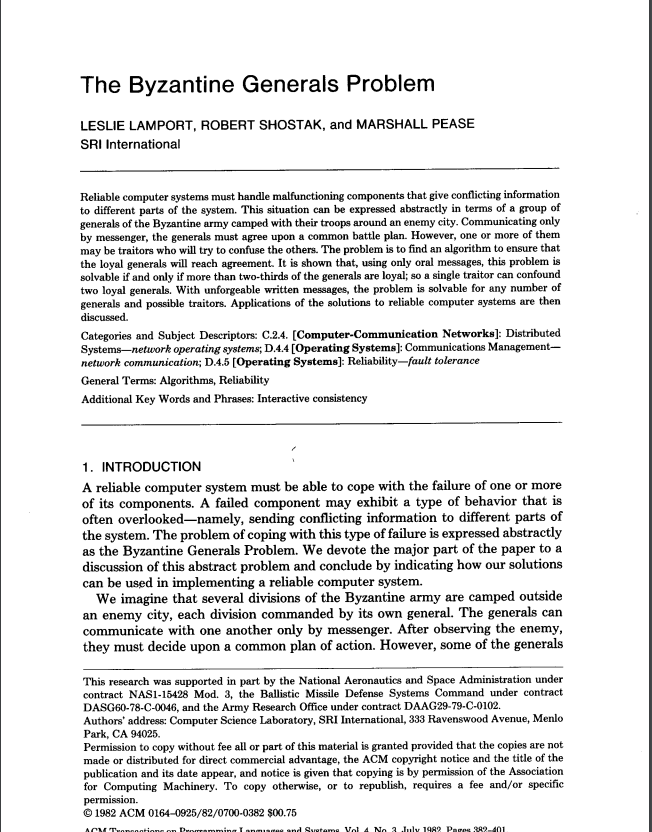 The Byzantine Generals Problem
LESLIE LAMPORT, ROBERT SHOSTAK, and MARSHALL PEASE
SRI International
Reliable computer systems must handle malfunctioning components that give conflicting information
to different parts of the system. This situation can be expressed abstractly in terms of a group of
generals of the Byzantine army camped with their troops around an enemy city. Communicating only
by messenger, the generals must agree upon a common battle plan. However, one or more of them
may be traitors who will try to confuse the others. The problem is to find an algorithm to ensure that
the loyal generals will reach agreement. It is shown that, using only oral messages, this problem is
solvable if and only if more than two-thirds of the generals are loyal; so a single traitor can confound
two loyal generals. With unforgeable written messages, the problem is solvable for any number of
generals and possible traitors. Applications of the solutions to reliable computer systems are then
discussed.
Categories and Subject Descriptors: C.2.4. [Computer-Communication Networks]: Distributed
Systems—network operating systems; D.4.4 [Operating Systems]: Communications Management—
network communication; D.4.5 [Operating Systems]: Reliability—fault tolerance
General Terms: Algorithms, Reliability
Additional Key Words and Phrases: Interactive consistency
1. INTRODUCTION
A reliable computer system must be able to cope with the failure of one or more
of its components. A failed component may exhibit a type of behavior that is
often overlooked—namely, sending conflicting information to different parts of
the system. The problem of coping with this type of failure is expressed abstractly
as the Byzantine Generals Problem. We devote the major part of the paper to a
discussion of this abstract problem and conclude by indicating how our solutions
can be used in implementing a reliable computer system.
We imagine that several divisions of the Byzantine army are camped outside
an enemy city, each division commanded by its own general. The generals can
communicate with one another only by messenger. After observing the enemy,
they must decide upon a common plan of action. However, some of the generals
This research was supported in part by the National Aeronautics and Space Administration under
contract NAS1-15428 Mod. 3, the Ballistic Missile Defense Systems Command under contract
DASG60-78-C-0046, and the Army Research Office under contract DAAG29-79-C-0102.
Authors' address: Computer Science Laboratory, SRI International, 333 Ravenswood Avenue, Menlo
Park, CA 94025.
Permission to copy without fee all or part of this material is granted provided that the copies are not
made or distributed for direct commercial advantage, the ACM copyright notice and the title of the
publication and its date appear, and notice is given that copying is by permission of the Association
for Computing Machinery. To copy otherwise, or to republish, requires a fee and/or specific
permission.
© 1982 ACM 0164-0925/82/0700-0382 $00.75
ACM Transactions on Programming Languages and Systems, Vol. 4, No. 3, July 1982, Pages 382-401.